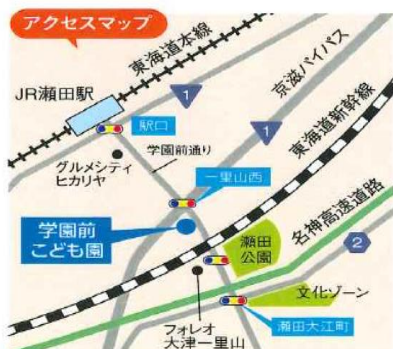 アクセスマップ
東海道本線
JR瀬田駅
1
京滋バイパス
駅口
1
東海道新幹線
学園前通り
グルメシティ
ヒカリヤ
一里山西
名神高速道路
学園前
こども園
瀬田
公園
2
文化ゾーン
フォレオ
大津一里山
瀬田大江町